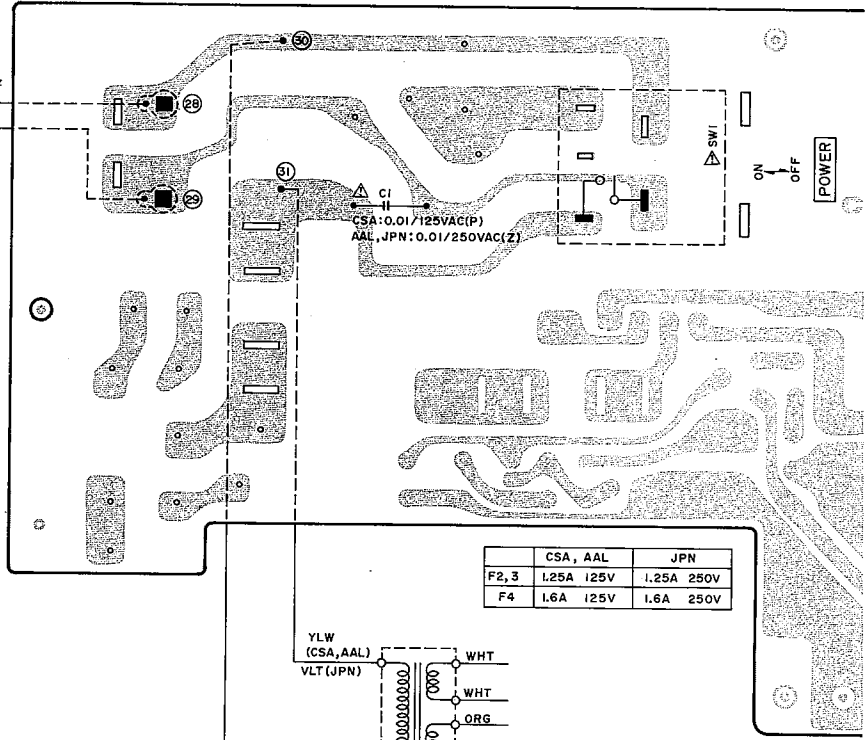 30
28
29
31
C1
CSA:0.01/125VAC(P)
AAL,JPN:0.01/250VAC(Z)
SW1
ON
OFF
POWER
CSA, AAL JPN
F2,3 1.25A 125V 1.25A 250V
F4 1.6A 125V 1.6A 250V
YLW
(CSA,AAL)
VLT(JPN)
WHT
WHT
ORG